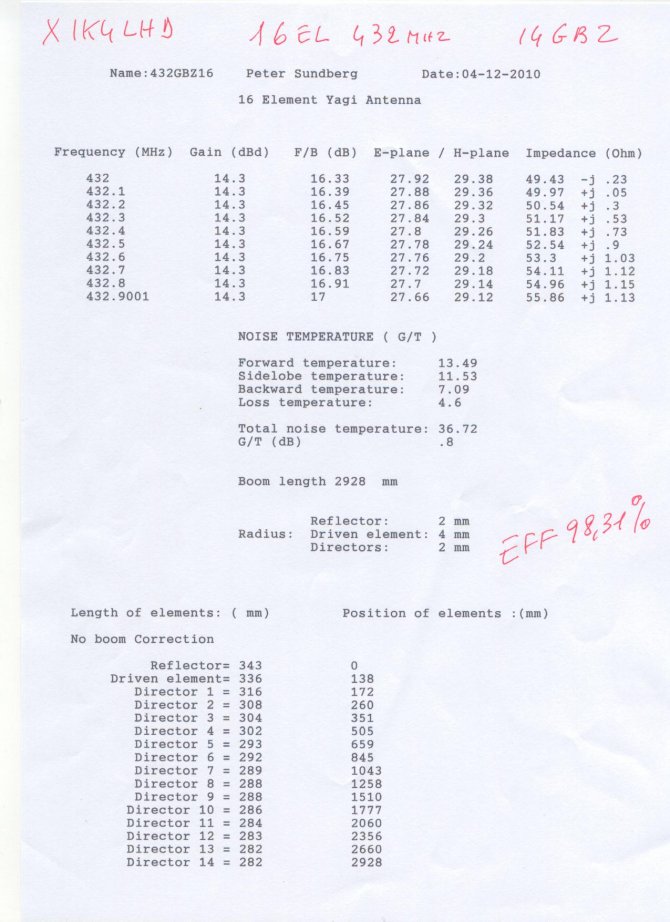 X IK4LHD 16 EL 432 MHZ I4GBZ
Name:432GBZ16 Peter Sundberg Date:04-12-2010
16 Element Yagi Antenna
Frequency (MHz) Gain (dBd) F/B (dB) E-plane / H-plane Impedance (Ohm)
432 14.3 16.33 27.92 29.38 49.43 -j .23
432.1 14.3 16.39 27.88 29.36 49.97 +j .05
432.2 14.3 16.45 27.86 29.32 50.54 +j .3
432.3 14.3 16.52 27.84 29.3 51.17 +j .53
432.4 14.3 16.59 27.8 29.26 51.83 +j .73
432.5 14.3 16.67 27.78 29.24 52.54 +j .9
432.6 14.3 16.75 27.76 29.2 53.3 +j 1.03
432.7 14.3 16.83 27.72 29.18 54.11 +j 1.12
432.8 14.3 16.91 27.7 29.14 54.96 +j 1.15
432.9001 14.3 17 27.66 29.12 55.86 +j 1.13
NOISE TEMPERATURE ( G/T )
Forward temperature: 13.49
Sidelobe temperature: 11.53
Backward temperature: 7.09
Loss temperature: 4.6
Total noise temperature: 36.72
G/T (dB) .8
Boom length 2928 mm
Reflector: 2 mm
Radius: Driven element: 4 mm
Directors: 2 mm
EFF 98,31%
Length of elements: ( mm) Position of elements :(mm)
No boom Correction
Reflector= 343 0
Driven element= 336 138
Director 1 = 316 172
Director 2 = 308 260
Director 3 = 304 351
Director 4 = 302 505
Director 5 = 293 659
Director 6 = 292 845
Director 7 = 289 1043
Director 8 = 288 1258
Director 9 = 288 1510
Director 10 = 286 1777
Director 11 = 284 2060
Director 12 = 283 2356
Director 13 = 282 2660
Director 14 = 282 2928